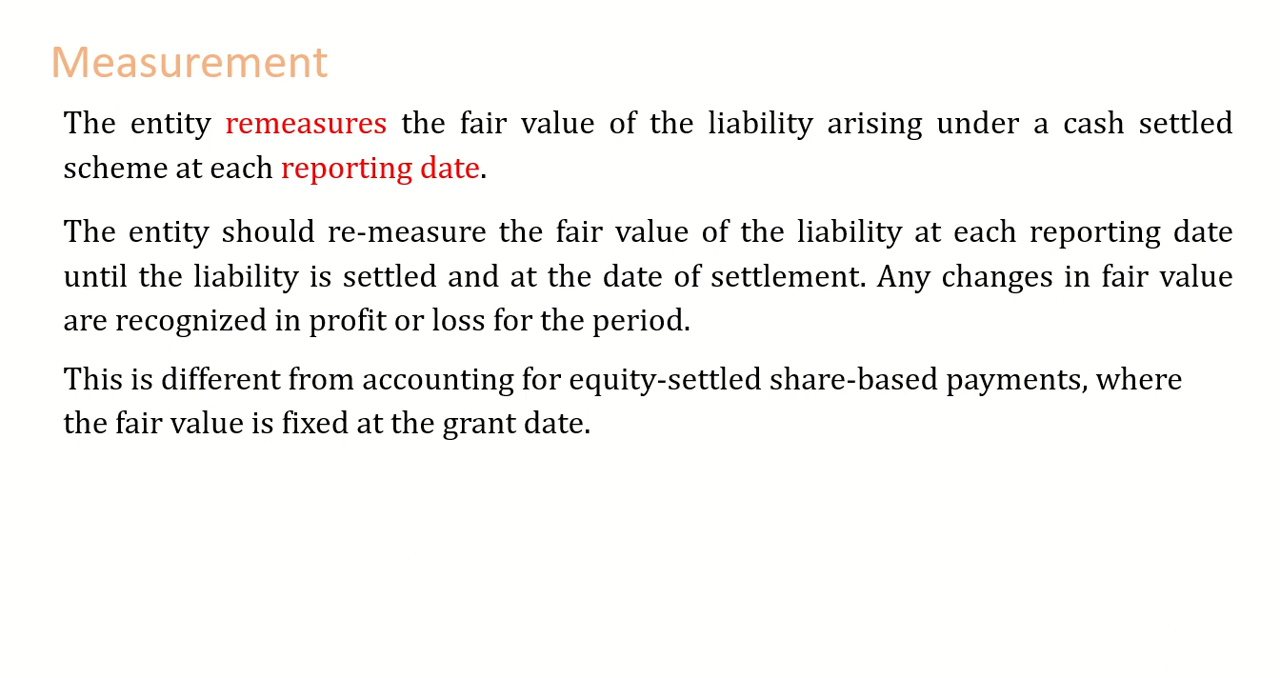 Measurement
The entity remeasures the fair value of the liability arising under a cash settled
scheme at each reporting date.
The entity should re-measure the fair value of the liability at each reporting date
until the liability is settled and at the date of settlement. Any changes in fair value
are recognized in profit or loss for the period.
This is different from accounting for equity-settled share-based payments, where
the fair value is fixed at the grant date.